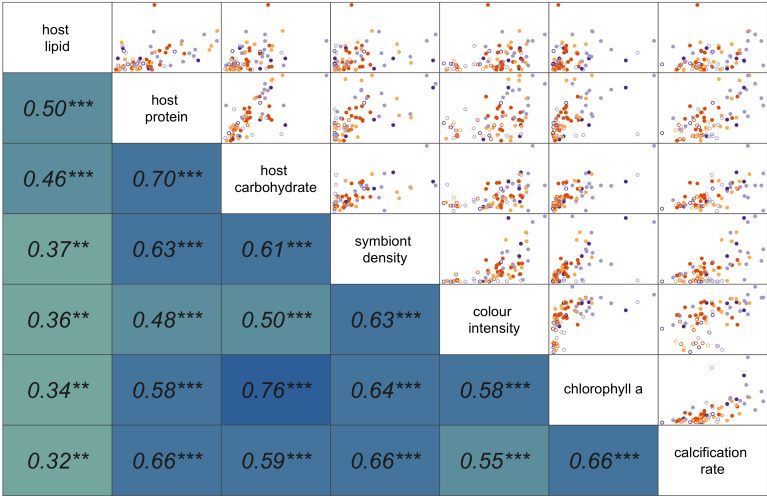 host
lipid
0.50***
host
protein
0.46***
0.70***
host
carbohydrate
0.37**
0.63***
0.61***
symbiont
density
0.36**
0.48***
0.50***
0.63***
colour
intensity
0.34**
0.58***
0.76***
0.64***
0.58***
chlorophyll a
0.32**
0.66***
0.59***
0.66***
0.55***
0.66***
calcification
rate